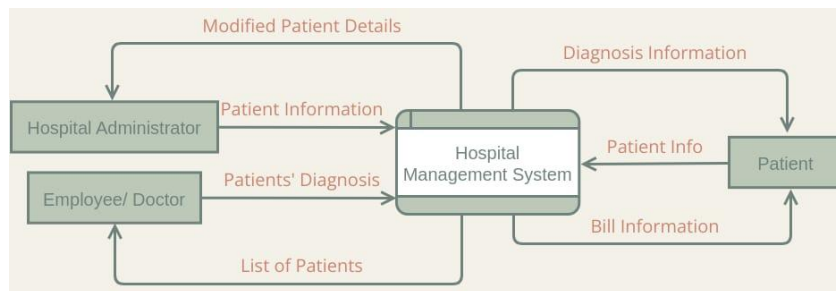 Modified Patient Details
Diagnosis Information
Patient Information
Hospital Administrator
Hospital
Management System
Patient Info
Patient
Patients' Diagnosis
Employee/ Doctor
Bill Information
List of Patients